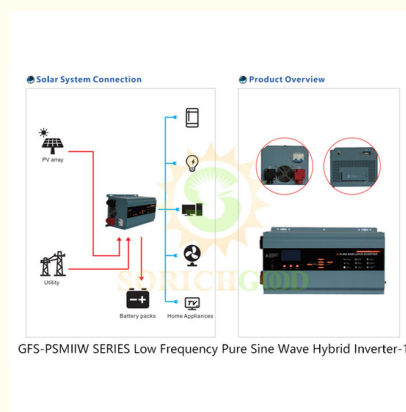 Solar System Connection
Product Overview
PV array
Utility
Battery packs
Home Appliances
TV
SORICHGOOD
GFS-PSMIIW SERIES Low Frequency Pure Sine Wave Hybrid Inverter-1